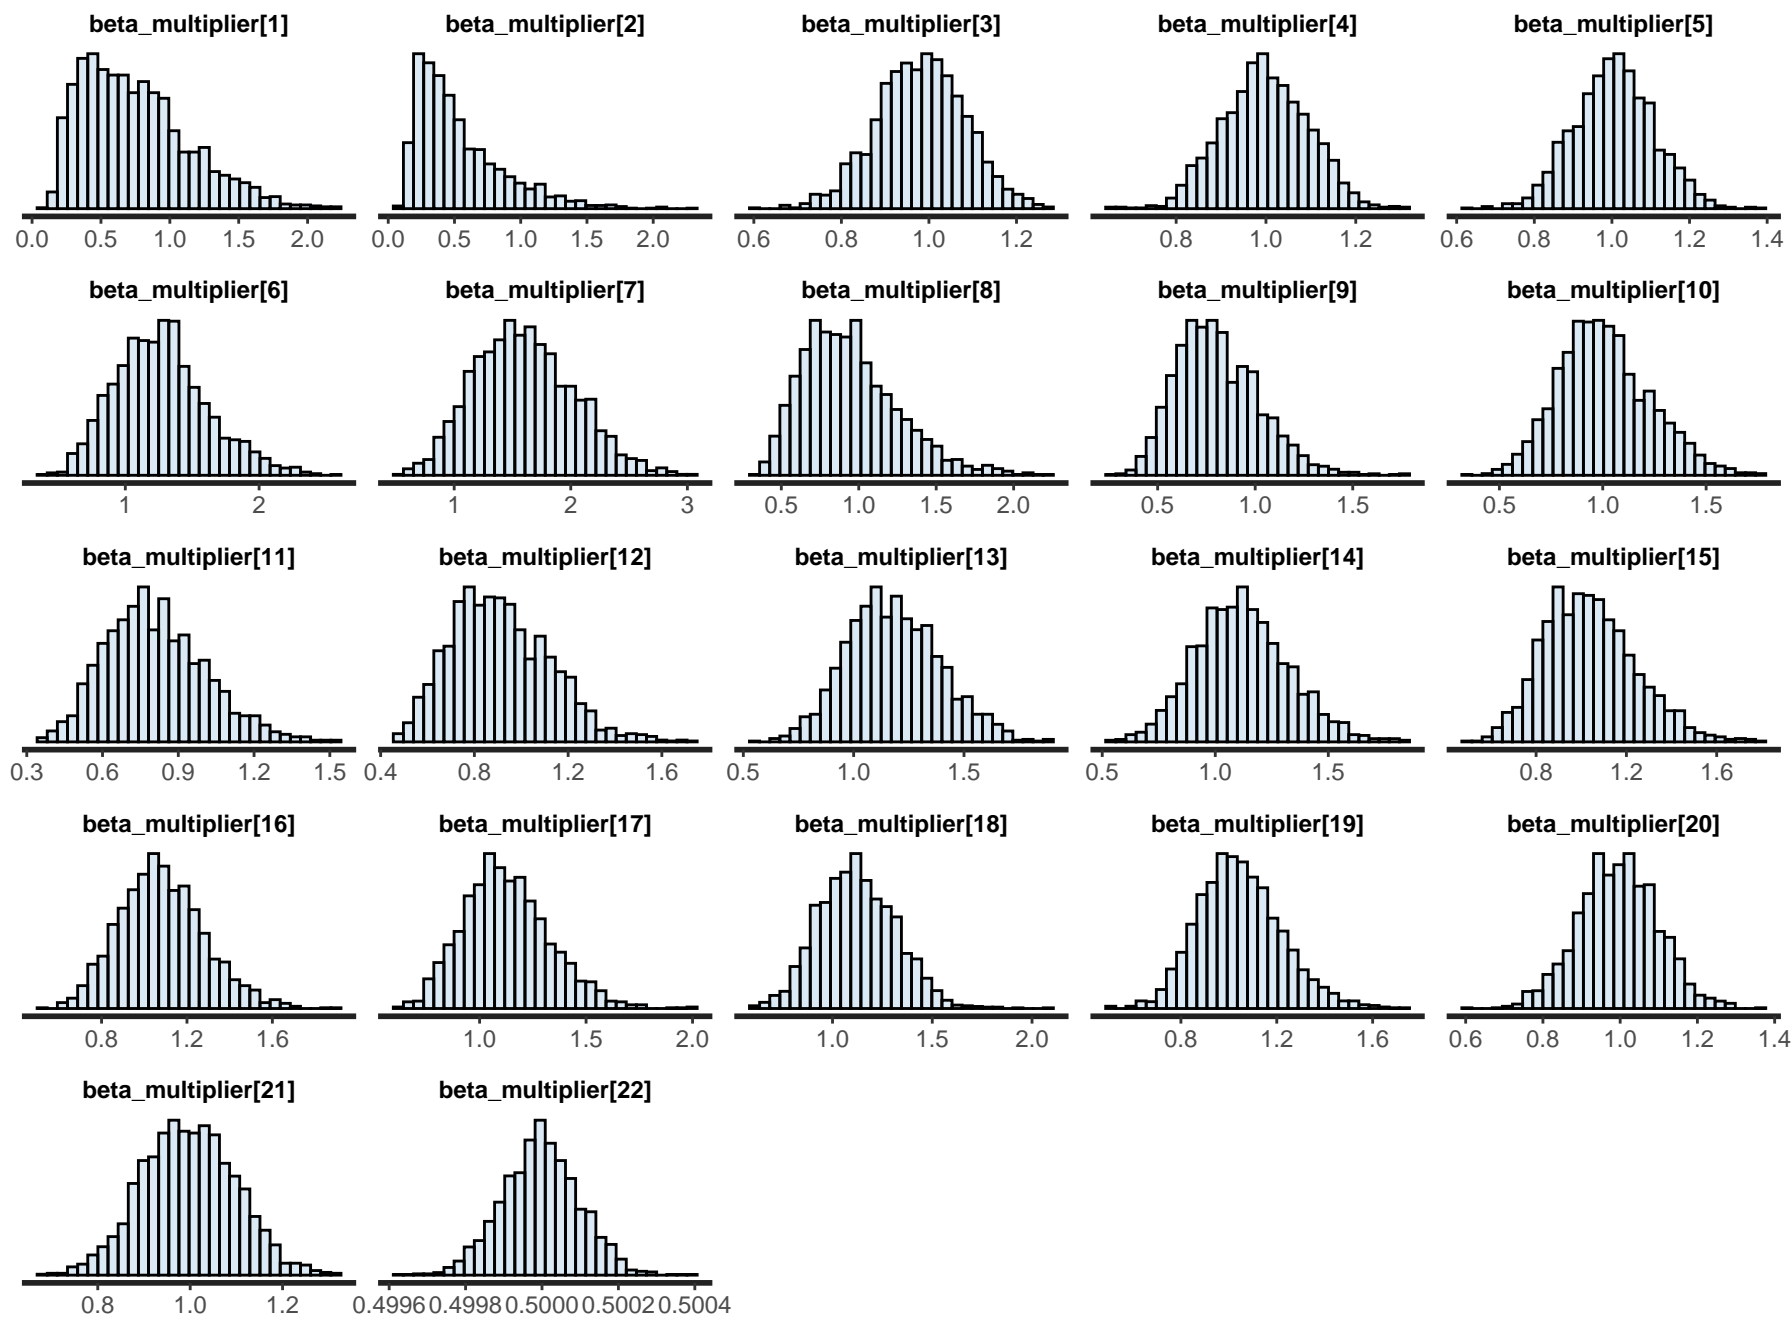 beta_multiplier[1] beta_multiplier[2] beta_multiplier[3] beta_multiplier[4] beta_multiplier[5]
0.0 0.5 1.0 1.5 2.0 0.0 0.5 1.0 1.5 2.0 0.6 0.8 1.0 1.2 0.8 1.0 1.2 0.6 0.8 1.0 1.2 1.4
beta_multiplier[6] beta_multiplier[7] beta_multiplier[8] beta_multiplier[9] beta_multiplier[10]
1 2 1 2 3 0.5 1.0 1.5 2.0 0.5 1.0 1.5 0.5 1.0 1.5
beta_multiplier[11] beta_multiplier[12] beta_multiplier[13] beta_multiplier[14] beta_multiplier[15]
0.3 0.6 0.9 1.2 1.5 0.4 0.8 1.2 1.6 0.5 1.0 1.5 0.5 1.0 1.5 0.8 1.2 1.6
beta_multiplier[16] beta_multiplier[17] beta_multiplier[18] beta_multiplier[19] beta_multiplier[20]
0.8 1.2 1.6 1.0 1.5 2.0 1.0 1.5 2.0 0.8 1.2 1.6 0.6 0.8 1.0 1.2 1.4
beta_multiplier[21] beta_multiplier[22]
0.8 1.0 1.2 0.4996 0.4998 0.5000 0.5002 0.5004